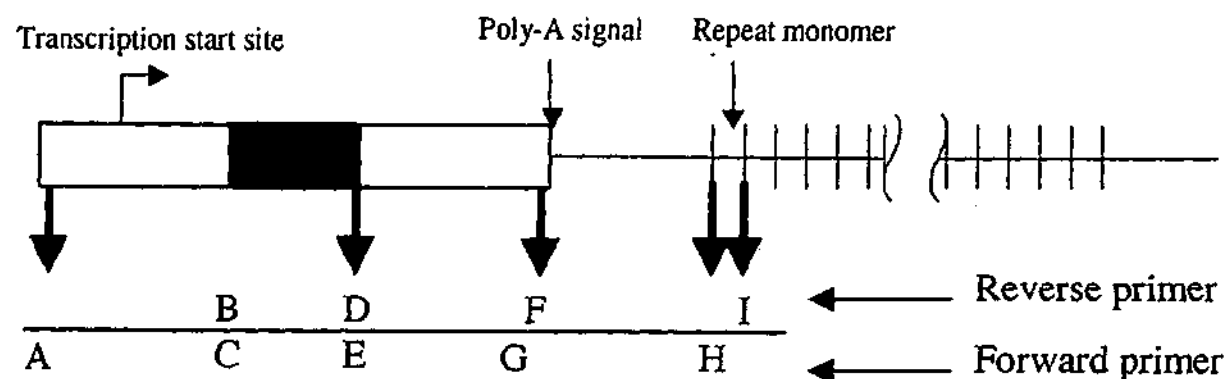 Transcription start site
Poly-A signal
Repeat monomer
B D F I Reverse primer
A C E G H Forward primer